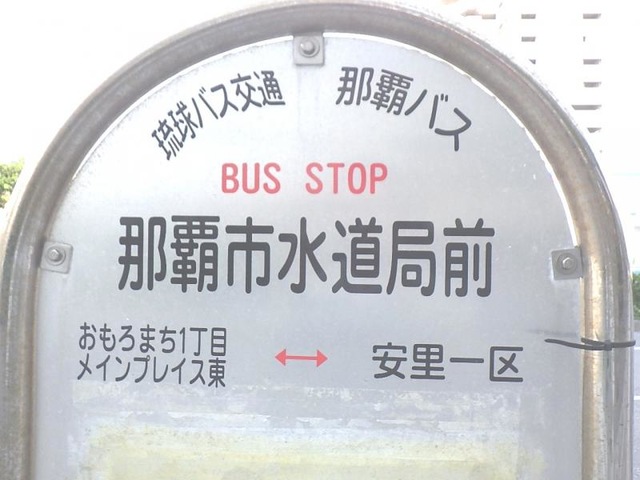 琉球バス交通 那覇バス
BUS STOP
那覇市水道局前
おもろまち1丁目
メインプレイス東 ↔ 安里一区